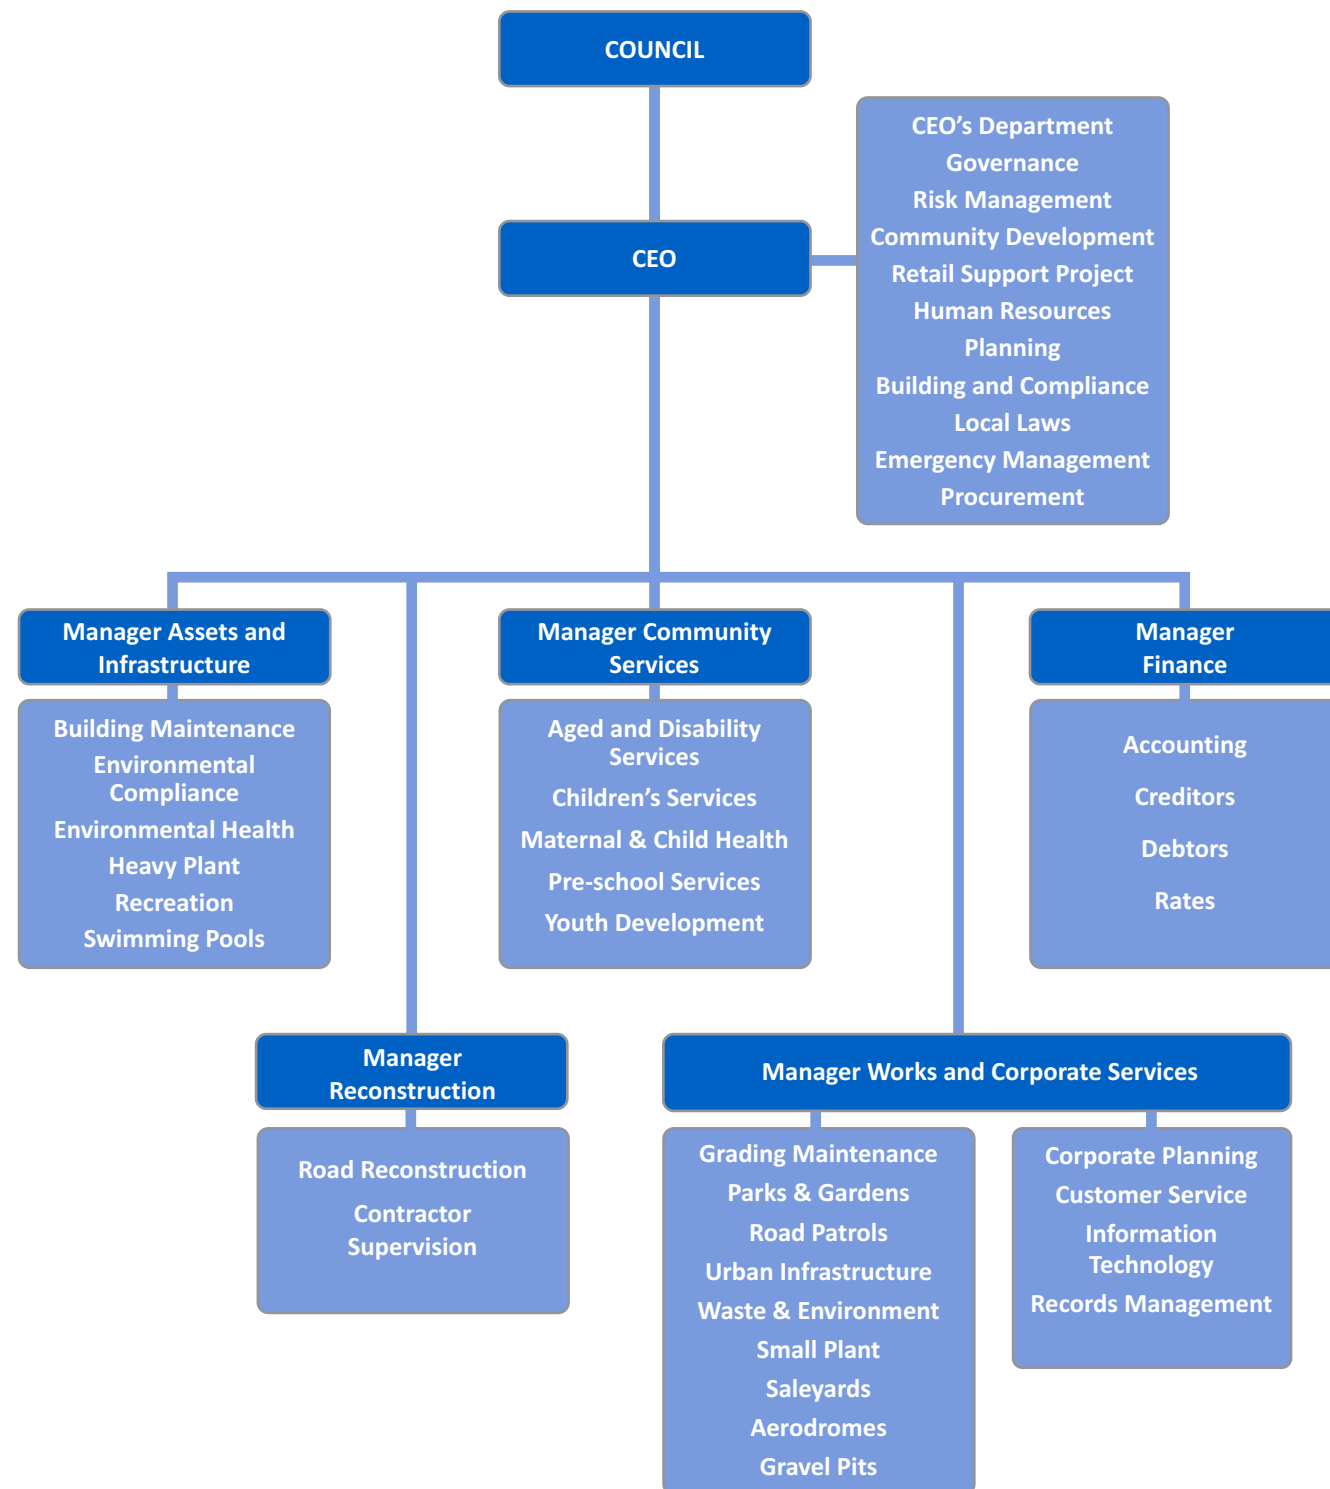 COUNCIL
CEO’s Department
Governance
Risk Management
Community Development
Retail Support Project
Human Resources
Planning
Building and Compliance
Local Laws
Emergency Management
Procurement
CEO
Manager Assets and
Infrastructure
Building Maintenance
Environmental
Compliance
Environmental Health
Heavy Plant
Recreation
Swimming Pools
Manager Community
Services
Aged and Disability
Services
Children’s Services
Maternal & Child Health
Pre-school Services
Youth Development
Manager
Finance
Accounting
Creditors
Debtors
Rates
Manager
Reconstruction
Road Reconstruction
Contractor
Supervision
Manager Works and Corporate Services
Grading Maintenance
Parks & Gardens
Road Patrols
Urban Infrastructure
Waste & Environment
Small Plant
Saleyards
Aerodromes
Gravel Pits
Corporate Planning
Customer Service
Information
Technology
Records Management